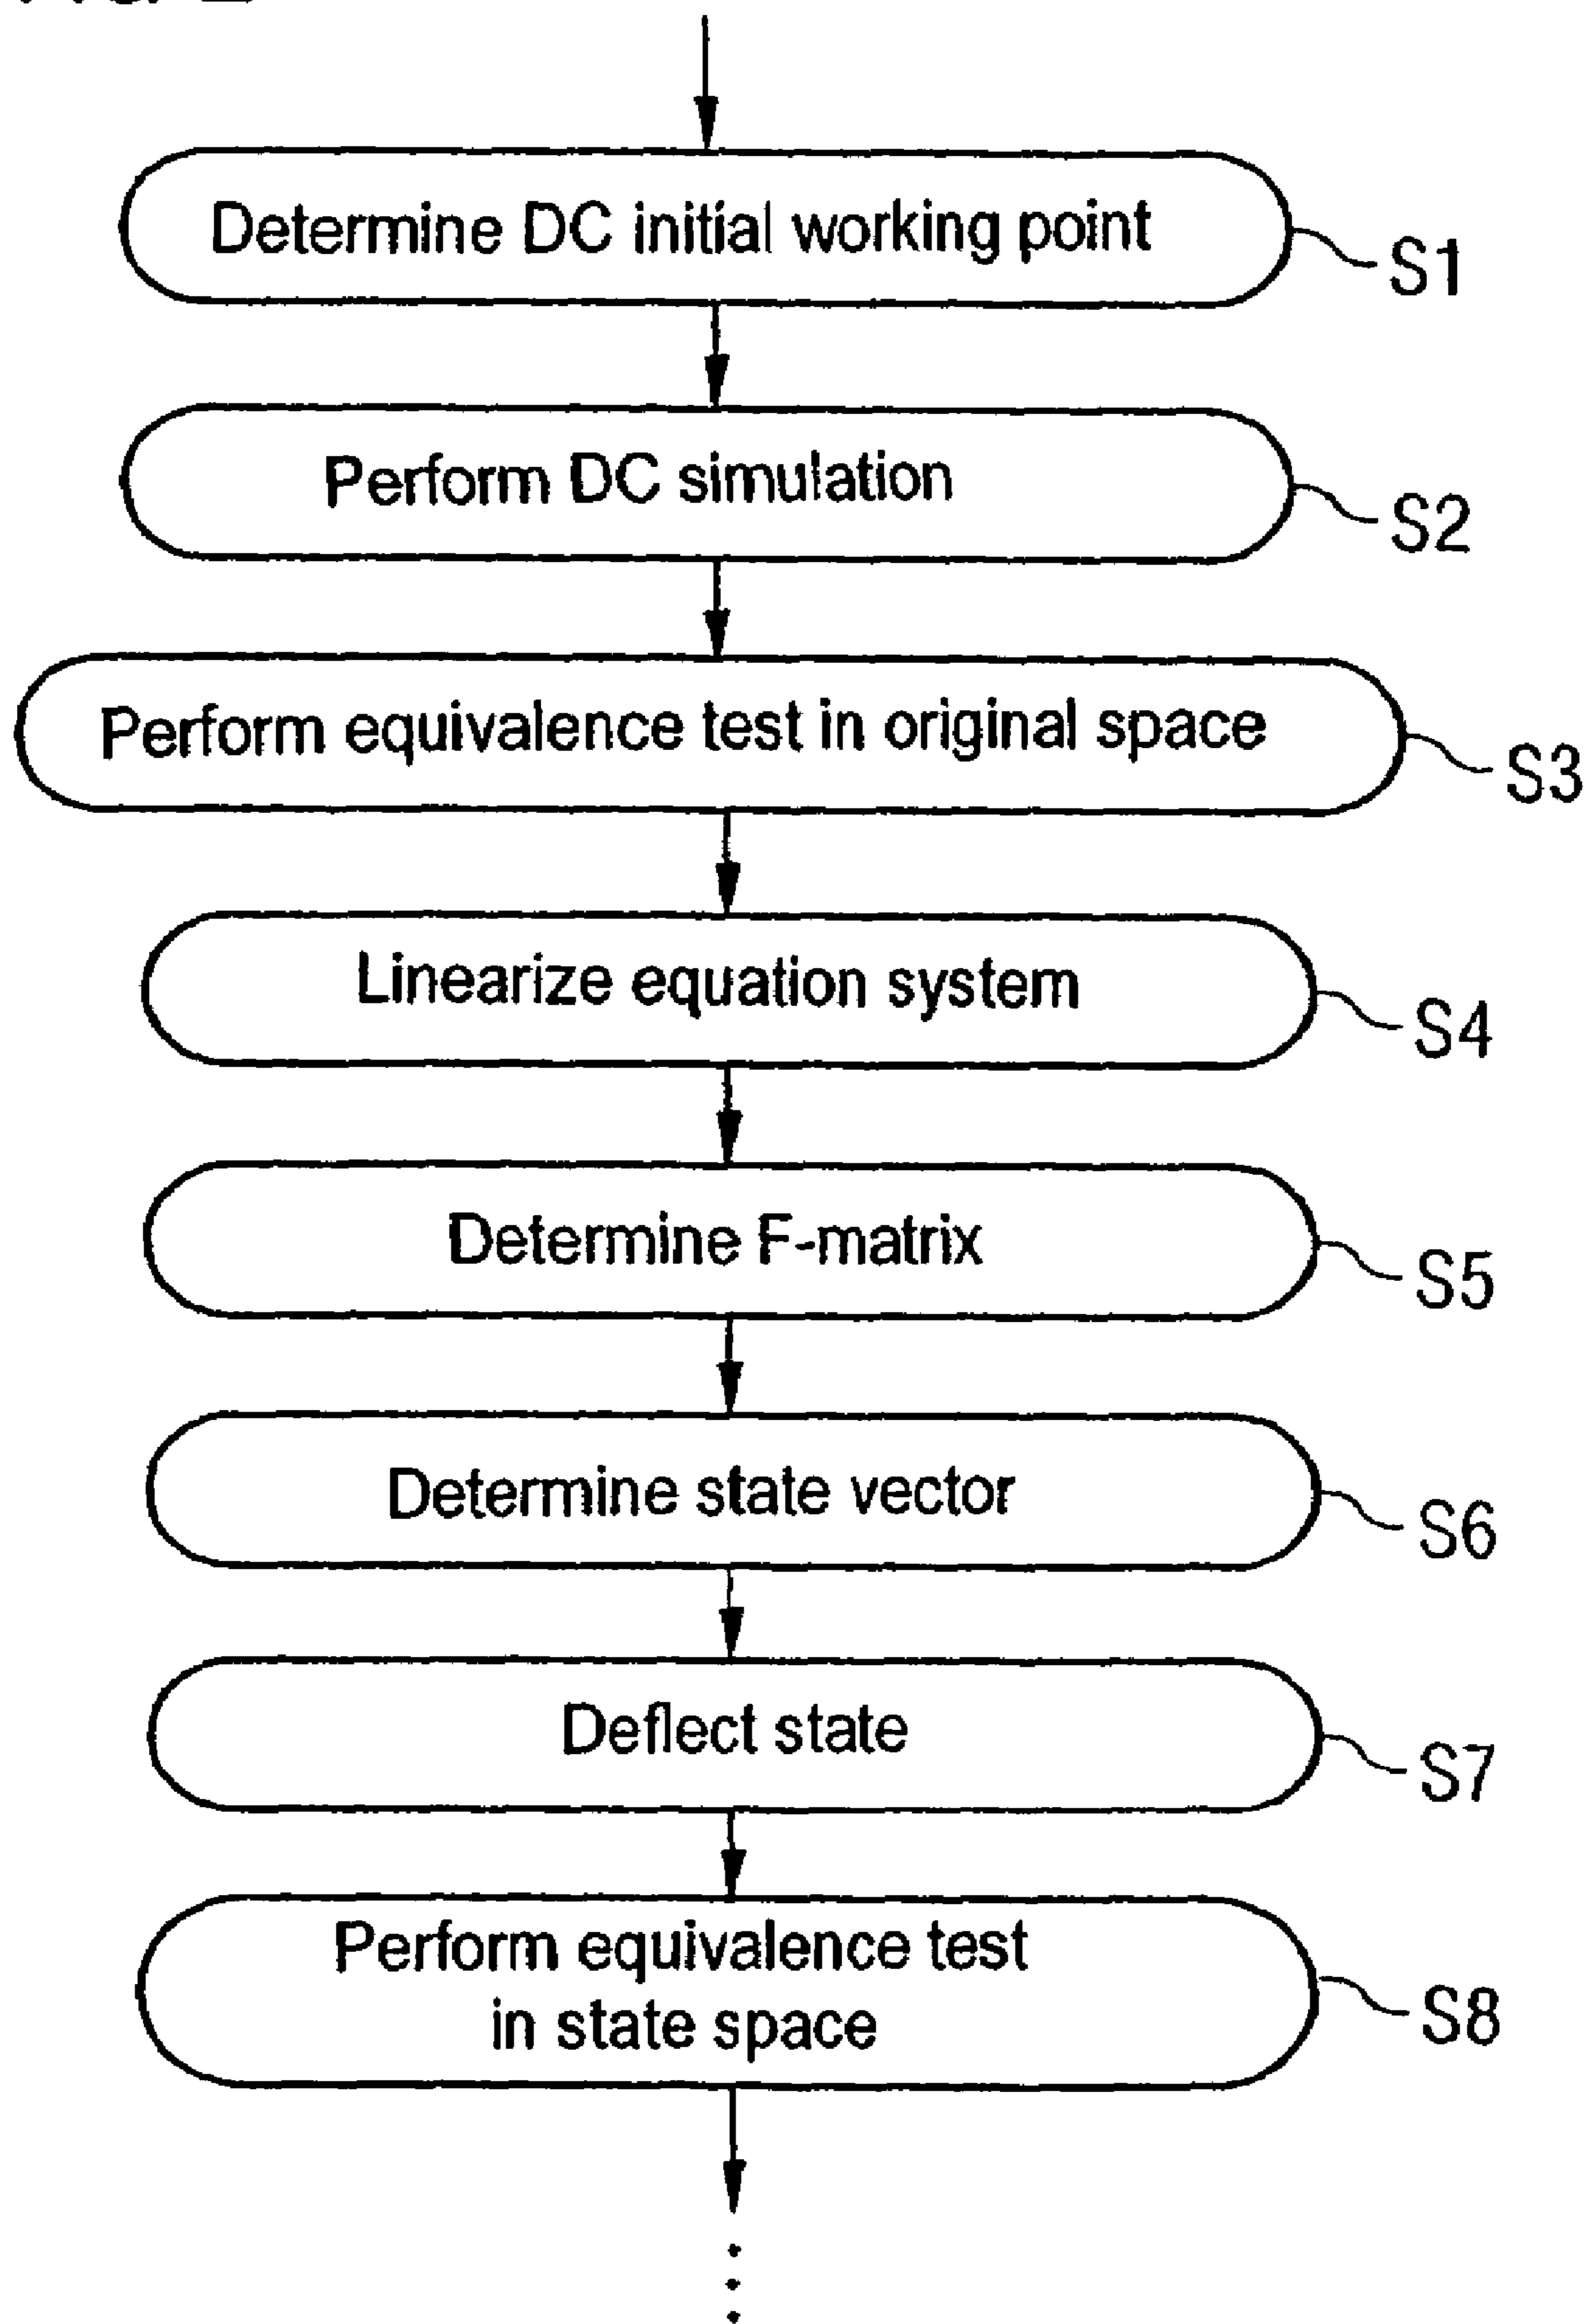 Determine DC initial working point
S1
Perform DC simulation
S2
Perform equivalence test in original space
S3
Linearize equation system
S4
Determine F-matrix
S5
Determine state vector
S6
Deflect state
S7
Perform equivalence test
in state space
S8